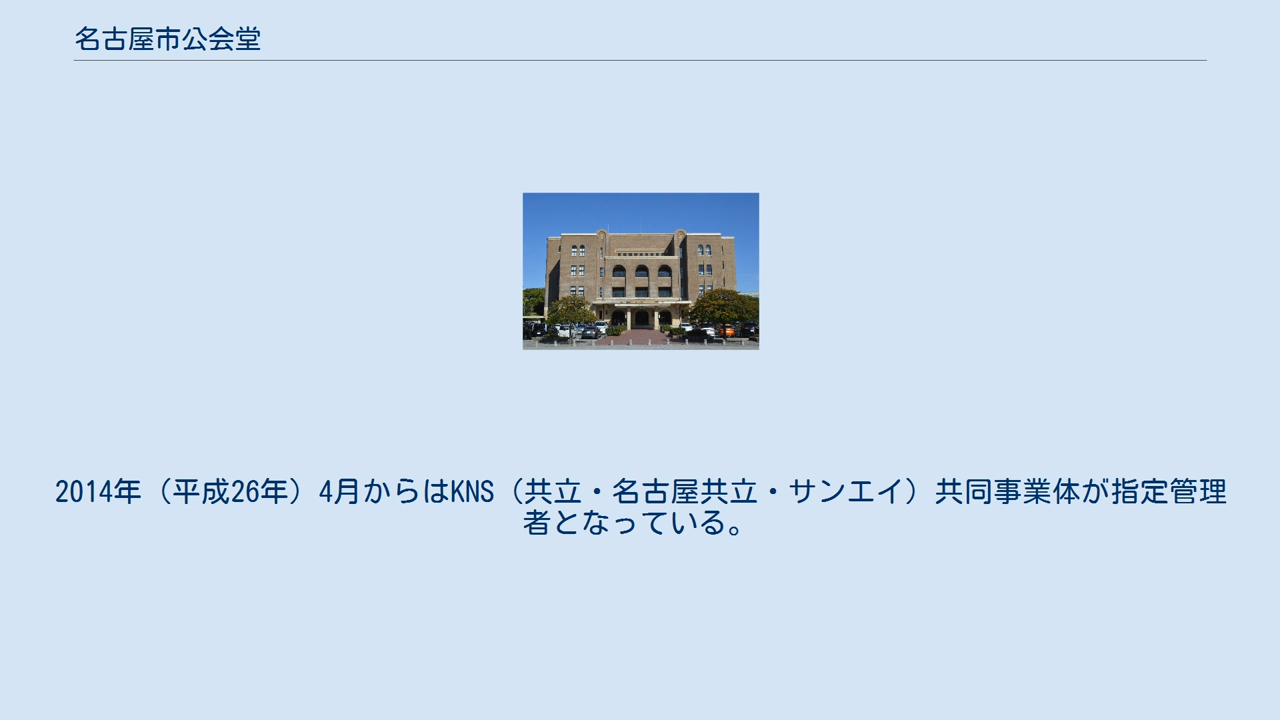 名古屋市公会堂
2014年（平成26年）4月からはKNS（共立・名古屋共立・サンエイ）共同事業体が指定管理
者となっている。